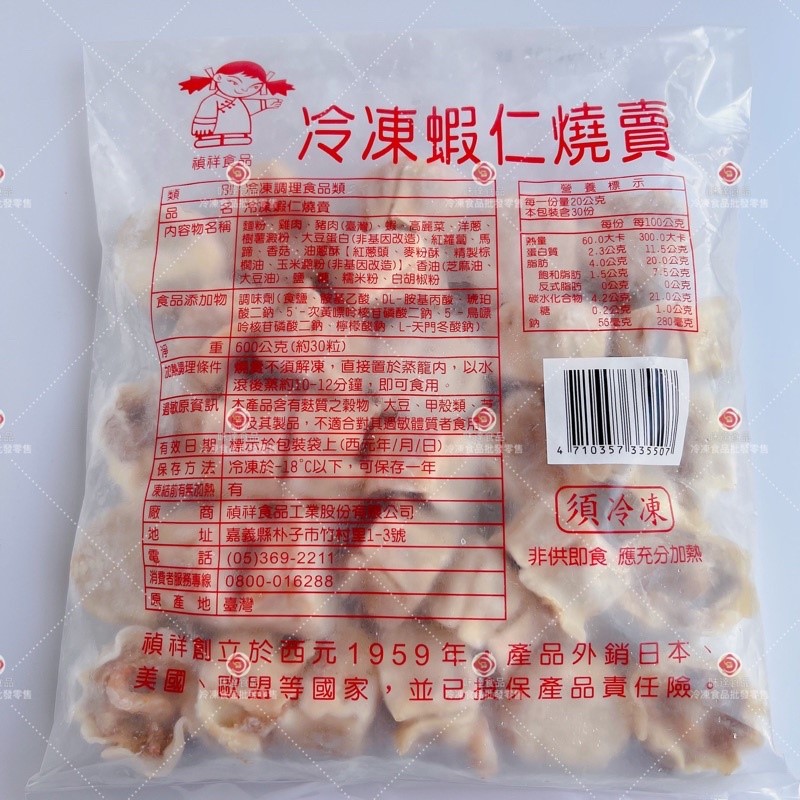 禎祥食品
冷凍蝦仁燒賣
類別 冷凍調理食品類
品名 冷凍蝦仁燒賣
內容物名稱 麵粉、雞肉、豬肉(臺灣)、蝦、高麗菜、洋蔥、
樹薯澱粉、大豆蛋白(非基因改造)、紅蘿蔔、馬
蹄、香菇、油蔥酥【紅蔥頭、麥粉酥、精製棕
櫚油、玉米澱粉(非基因改造)】、香油(芝麻油、
大豆油)、鹽、糖、糯米粉、白胡椒粉
食品添加物 調味劑(食鹽、胺基乙酸、DL-胺基丙酸、琥珀
酸二鈉、5'-次黃嘌呤核苷磷酸二鈉、5'-鳥嘌
呤核苷磷酸二鈉、檸檬酸鈉、L-天門冬酸鈉)
淨重 600公克(約30粒)
加熱調理條件 燒賣不須解凍，直接置於蒸籠內，以水
滾後蒸約10-12分鐘，即可食用。
過敏原資訊 本產品含有麩質之穀物、大豆、甲殼類、芝
及其製品，不適合對其過敏體質者食用
有效日期 標示於包裝袋上(西元年/月/日)
保存方法 冷凍於-18℃以下，可保存一年
凍結前有無加熱 有
廠商 禎祥食品工業股份有限公司
地址 嘉義縣朴子市竹村里1-3號
電話 (05)369-2211
消費者服務專線 0800-016288
原產地 臺灣
營養標示
每一份量20公克
本包裝含30份
每份 每100公克
熱量 60.0大卡 300.0大卡
蛋白質 2.3公克 11.5公克
脂肪 4.0公克 20.0公克
飽和脂肪 1.5公克 7.5公克
反式脂肪 0公克 0公克
碳水化合物 4.2公克 21.0公克
糖 0.2公克 1.0公克
鈉 56毫克 280毫克
4 710357 335507
須冷凍
非供即食 應充分加熱
禎祥創立於西元1959年，產品外銷日本、
美國、歐盟等國家，並已投保產品責任險。
冷凍食品批發零售